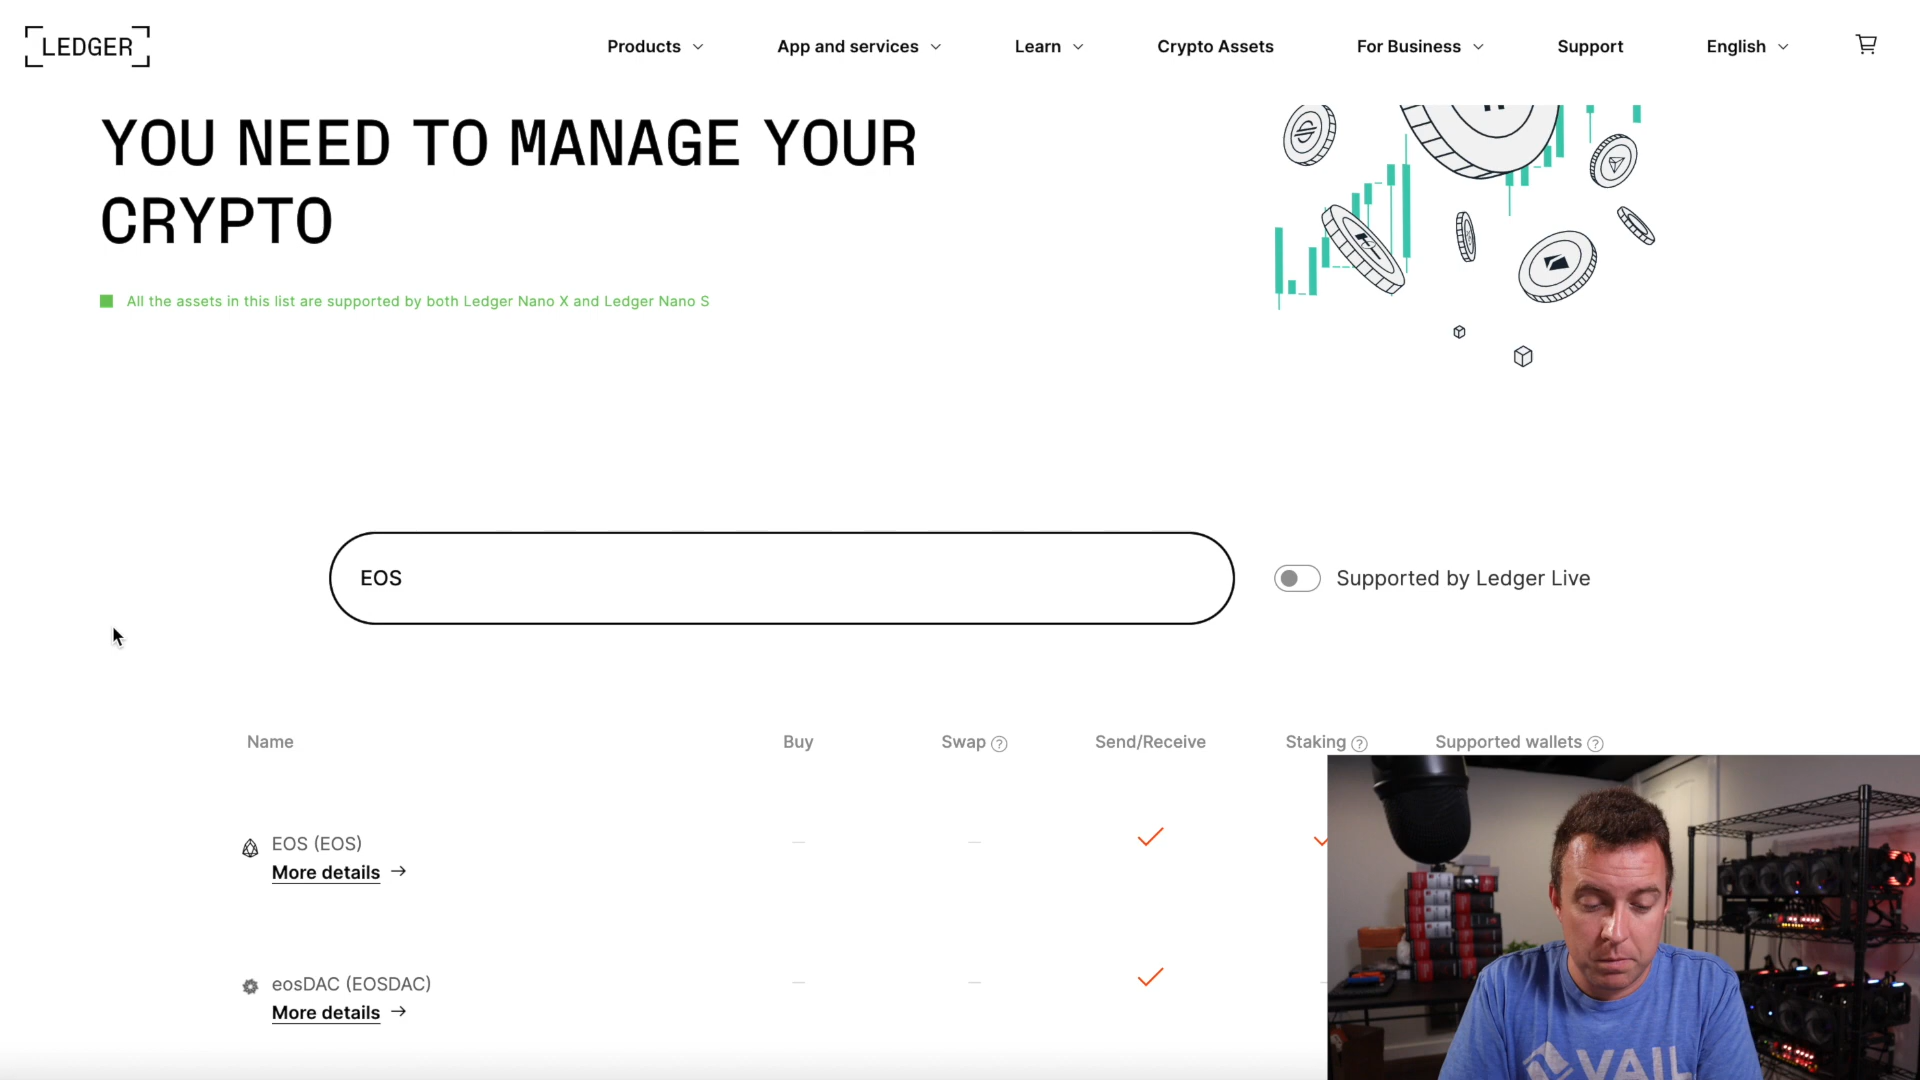 LEDGER
Products
App and services
Learn
Crypto Assets
For Business
Support
English
YOU NEED TO MANAGE YOUR
CRYPTO
All the assets in this list are supported by both Ledger Nano X and Ledger Nano S
EOS
Supported by Ledger Live
Name
Buy
Swap ?
Send/Receive
Staking ?
Supported wallets ?
EOS (EOS)
More details →
eosDAC (EOSDAC)
More details →
VAIL